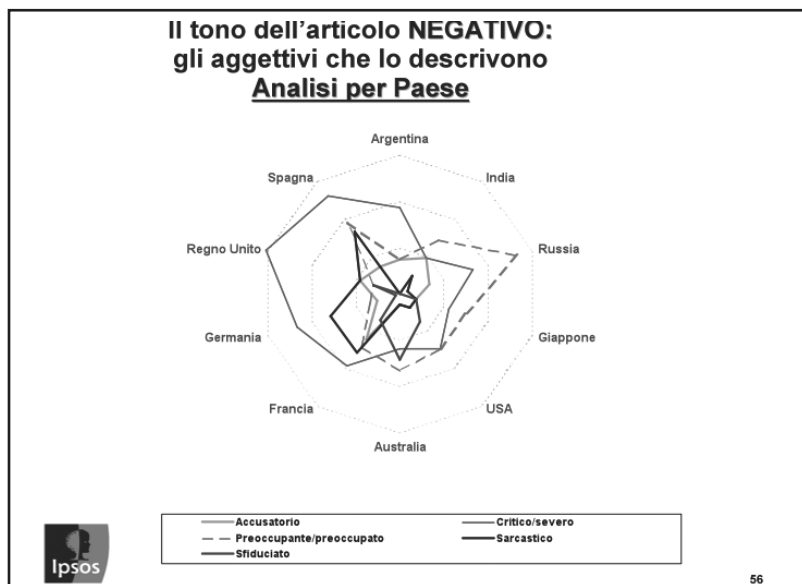 Il tono dell'articolo NEGATIVO:
gli aggettivi che lo descrivono
Analisi per Paese
Argentina
Spagna
India
Regno Unito
Russia
Germania
Giappone
Francia
USA
Australia
Accusatorio
Critico/severo
Preoccupante/preoccupato
Sarcastico
Sfiduciato
Ipsos
56